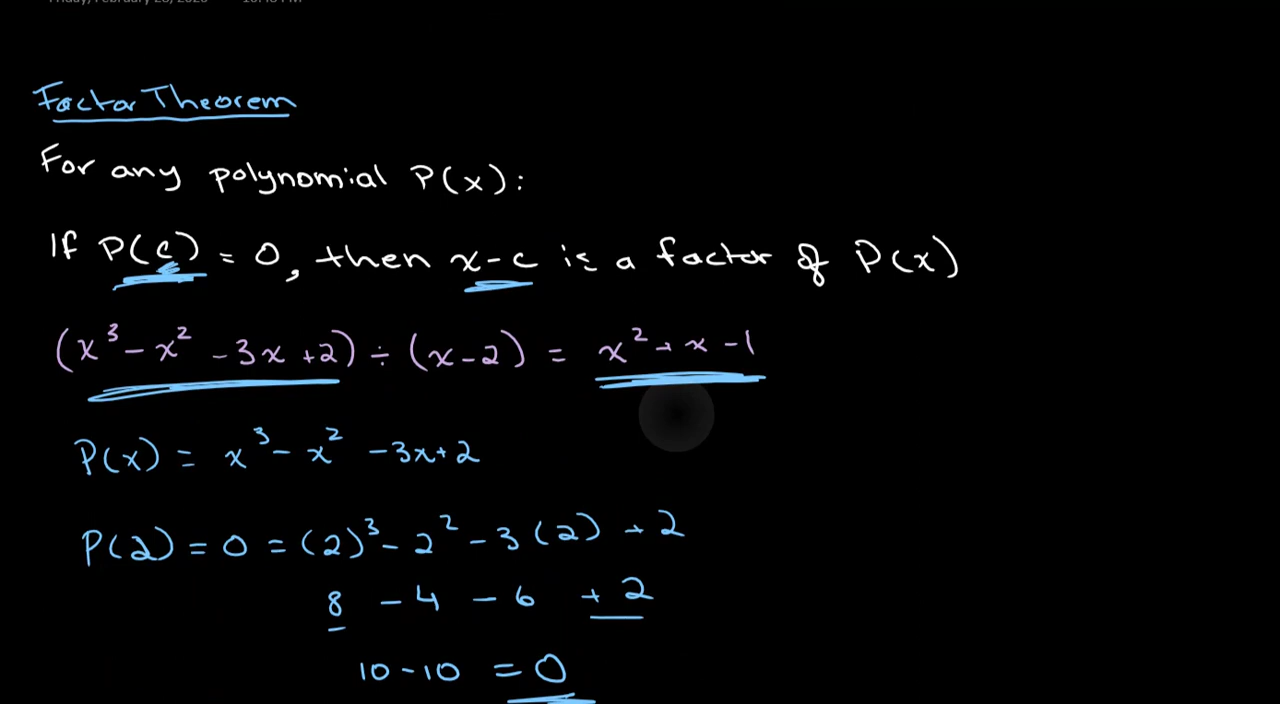 Factor Theorem
For any polynomial P(x):
If P(c) = 0, then x-c is a factor of P(x)
(x³ - x² - 3x + 2) ÷ (x-2) = x² + x - 1
P(x) = x³ - x² - 3x + 2
P(2) = 0 = (2)³ - 2² - 3(2) + 2
8 - 4 - 6 + 2
10 - 10 = 0